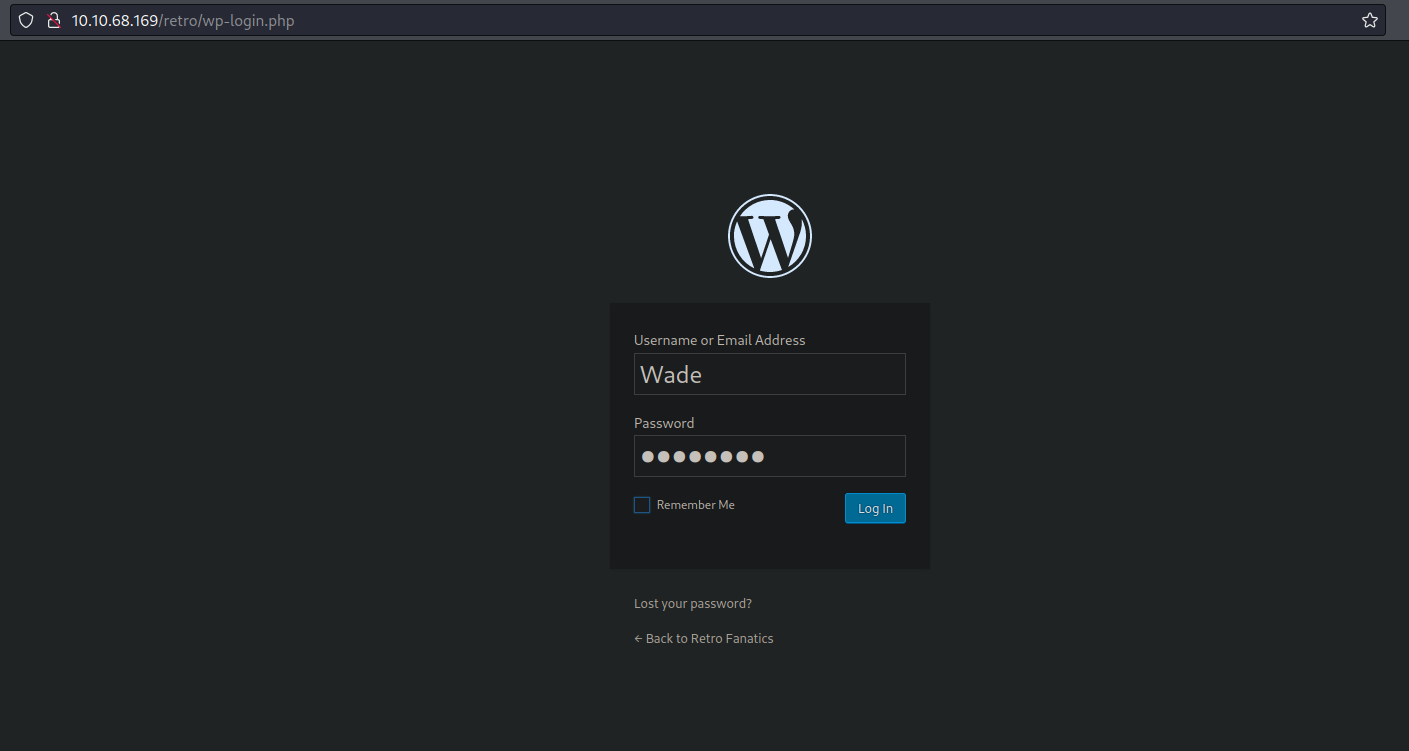 10.10.68.169/retro/wp-login.php
Username or Email Address
Wade
Password
●●●●●●●●
Remember Me
Log In
Lost your password?
← Back to Retro Fanatics